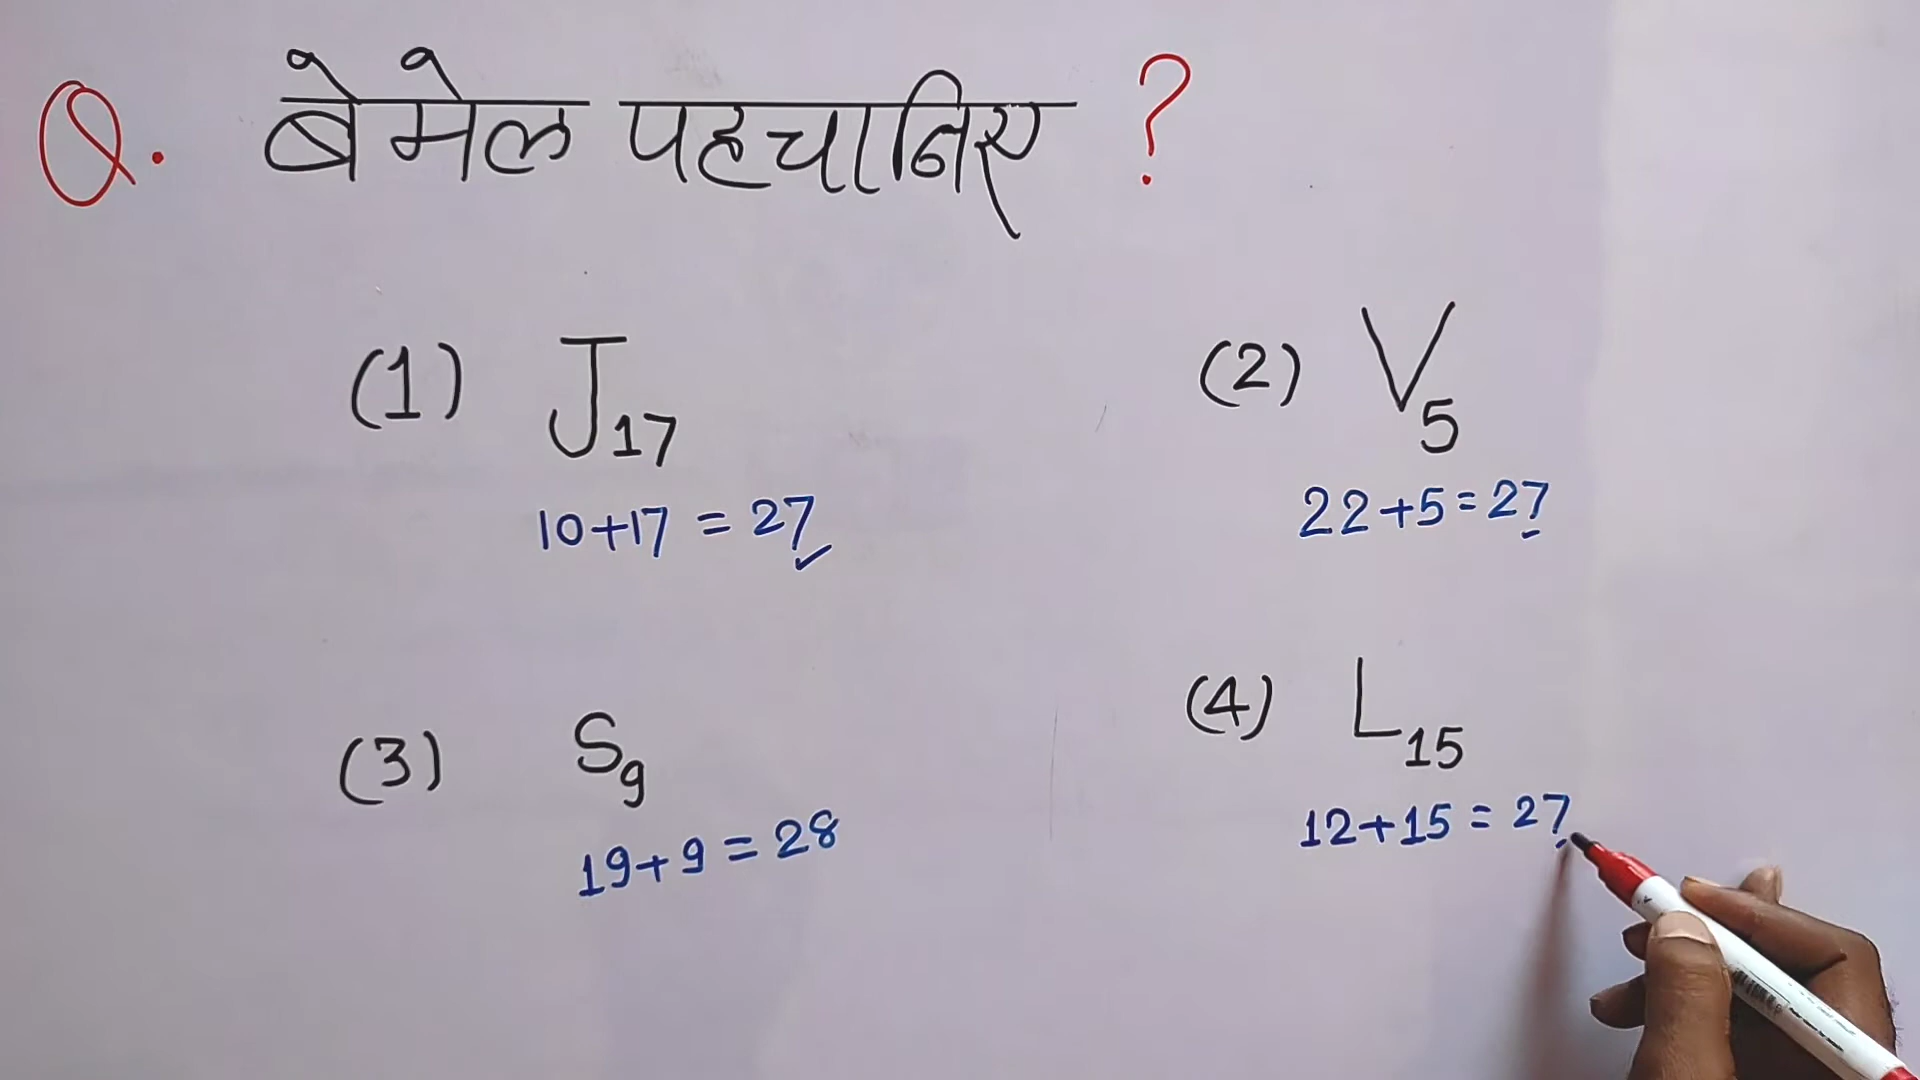 Q. बेमेल पहचानिए ?
(1) J₁₇
(2) V₅
10+17 = 27
22+5=27
(3) S₉
(4) L₁₅
19+9=28
12+15=27